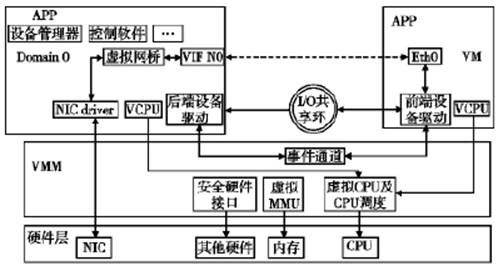 APP
设备管理器 控制软件 …
Domain 0 虚拟网桥 VIF N0
NIC driver VCPU 后端设备
驱动
I/O共
享环
APP
Eth0 VM
前端设
备驱动 VCPU
事件通道
VMM
安全硬件
接口
虚拟
MMU
虚拟CPU及
CPU调度
硬件层 NIC 其他硬件 内存 CPU